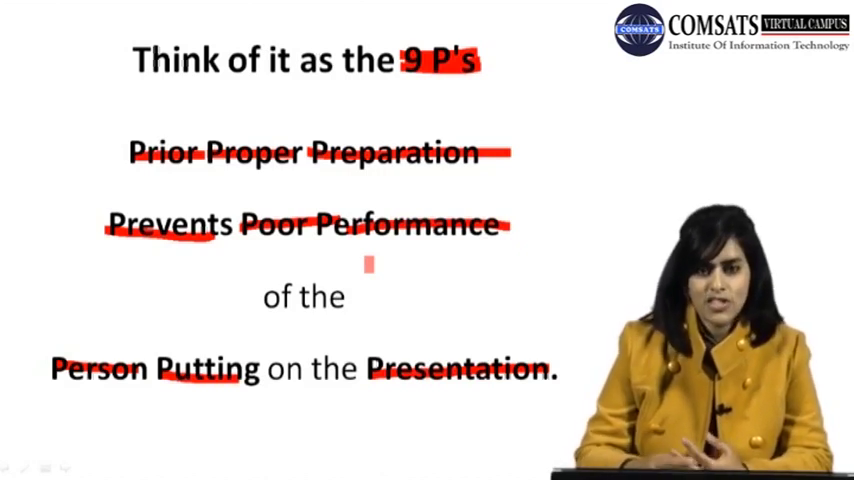 COMSATS VIRTUAL CAMPUS
COMSATS
Institute Of Information Technology
Think of it as the 9 P's
Prior Proper Preparation
Prevents Poor Performance
of the
Person Putting on the Presentation.